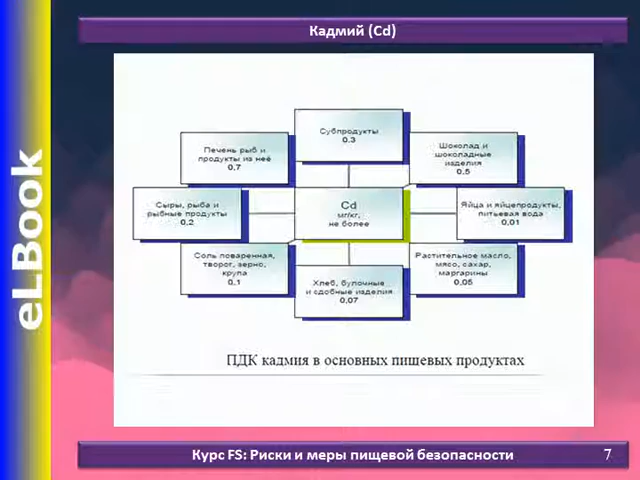 Кадмий (Cd)
Субпродукты
0.3
Печень рыб и
продукты из неё
0,7
Шоколад и
шоколадные
изделия
0,5
Сыры, рыба и
рыбные продукты
0,2
Cd
мг/кг,
не более
Яйца и яйцепродукты,
питьевая вода
0,01
Соль поваренная,
творог, зерно,
крупа
0,1
Хлеб, булочные
и сдобные изделия
0,07
Растительное масло,
мясо, сахар,
маргарины
0,05
ПДК кадмия в основных пищевых продуктах
eLBook
Курс FS: Риски и меры пищевой безопасности
7